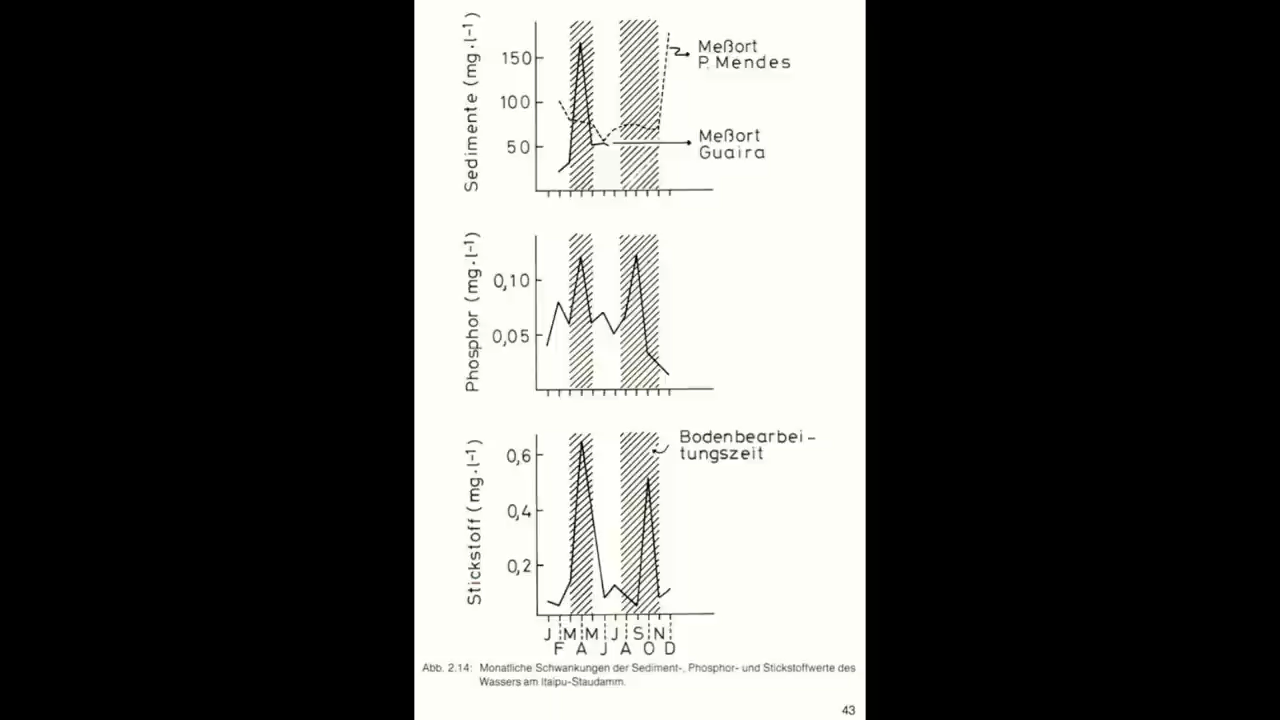 Sedimente (mg·l-1)
150
100
50
Meßort
P. Mendes
Meßort
Guaira
Phosphor (mg·l-1)
0,10
0,05
Stickstoff (mg·l-1)
0,6
0,4
0,2
Bodenbearbei-
tungszeit
J M M J S N
F A J A O D
Abb. 2.14: Monatliche Schwankungen der Sediment-, Phosphor- und Stickstoffwerte des
Wassers am Itaipu-Staudamm.
43